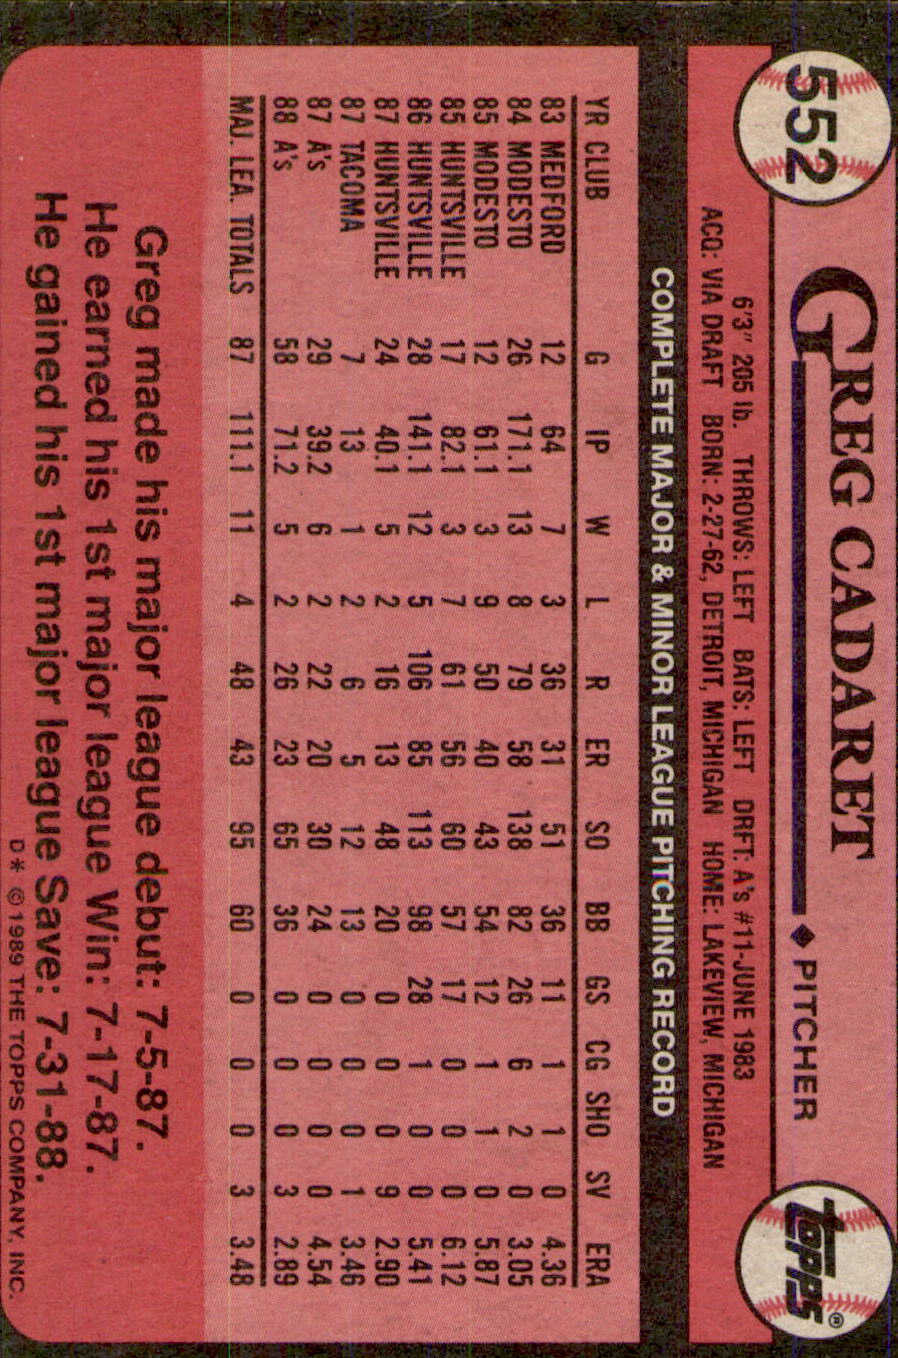 552
GREG CADARET ◆ PITCHER
topps®
6'3" 205 lb. THROWS: LEFT BATS: LEFT DRFT: A's #11-JUNE 1983
ACQ: VIA DRAFT BORN: 2-27-62, DETROIT, MICHIGAN HOME: LAKEVIEW, MICHIGAN
COMPLETE MAJOR & MINOR LEAGUE PITCHING RECORD
YR CLUB G IP W L R ER SO BB GS CG SHO SV ERA
83 MEDFORD 12 64 7 3 36 31 51 36 11 1 1 0 4.36
84 MODESTO 26 171.1 13 8 79 58 138 82 26 6 2 0 3.05
85 MODESTO 12 61.1 3 9 50 40 43 54 12 1 1 0 5.87
85 HUNTSVILLE 17 82.1 3 7 61 56 60 57 17 0 0 0 6.12
86 HUNTSVILLE 28 141.1 12 5 106 85 113 98 28 1 0 0 5.41
87 HUNTSVILLE 24 40.1 5 2 16 13 48 20 0 0 0 9 2.90
87 TACOMA 7 13 1 2 6 5 12 13 0 0 0 1 3.46
87 A's 29 39.2 6 2 22 20 30 24 0 0 0 0 4.54
88 A's 58 71.2 5 2 26 23 65 36 0 0 0 3 2.89
MAJ. LEA. TOTALS 87 111.1 11 4 48 43 95 60 0 0 0 3 3.48
Greg made his major league debut: 7-5-87.
He earned his 1st major league Win: 7-17-87.
He gained his 1st major league Save: 7-31-88.
D* © 1989 THE TOPPS COMPANY, INC.